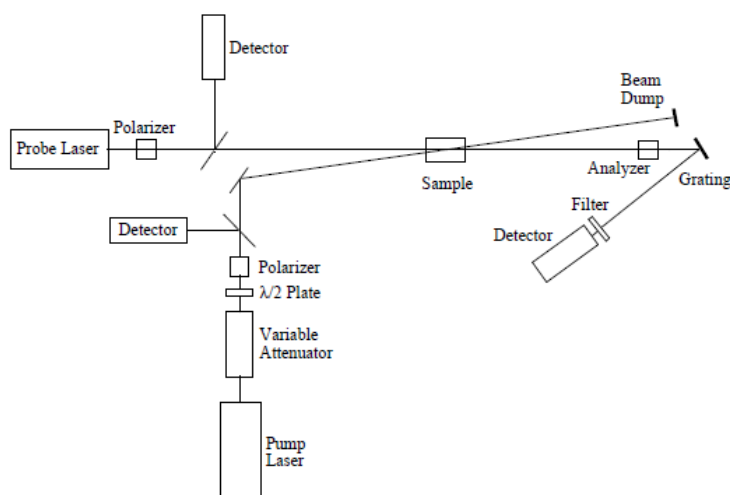 Detector
Beam
Dump
Polarizer
Probe Laser
Sample
Analyzer
Grating
Filter
Detector
Detector
Polarizer
λ/2 Plate
Variable
Attenuator
Pump
Laser